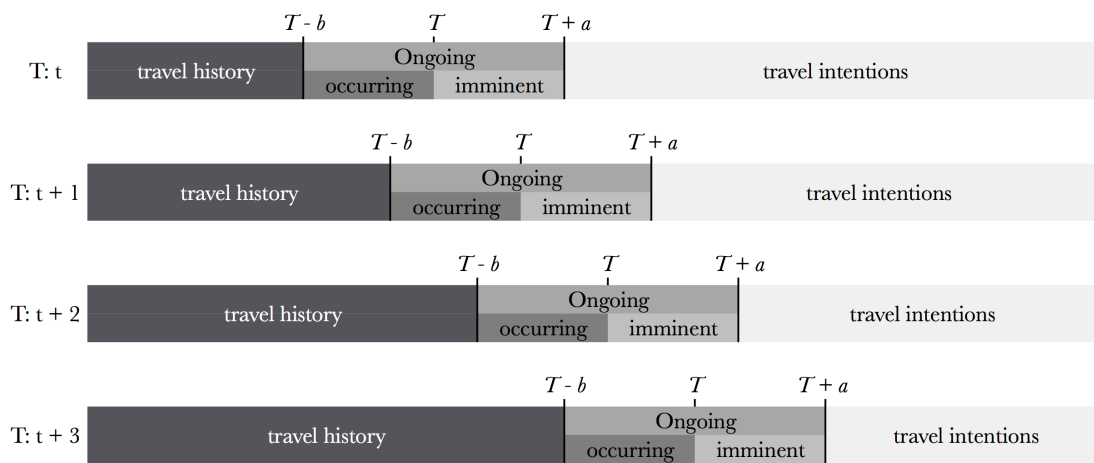 T - b T T + a
T: t travel history Ongoing travel intentions
occurring imminent
T - b T T + a
T: t + 1 travel history Ongoing travel intentions
occurring imminent
T - b T T + a
T: t + 2 travel history Ongoing travel intentions
occurring imminent
T - b T T + a
T: t + 3 travel history Ongoing travel intentions
occurring imminent